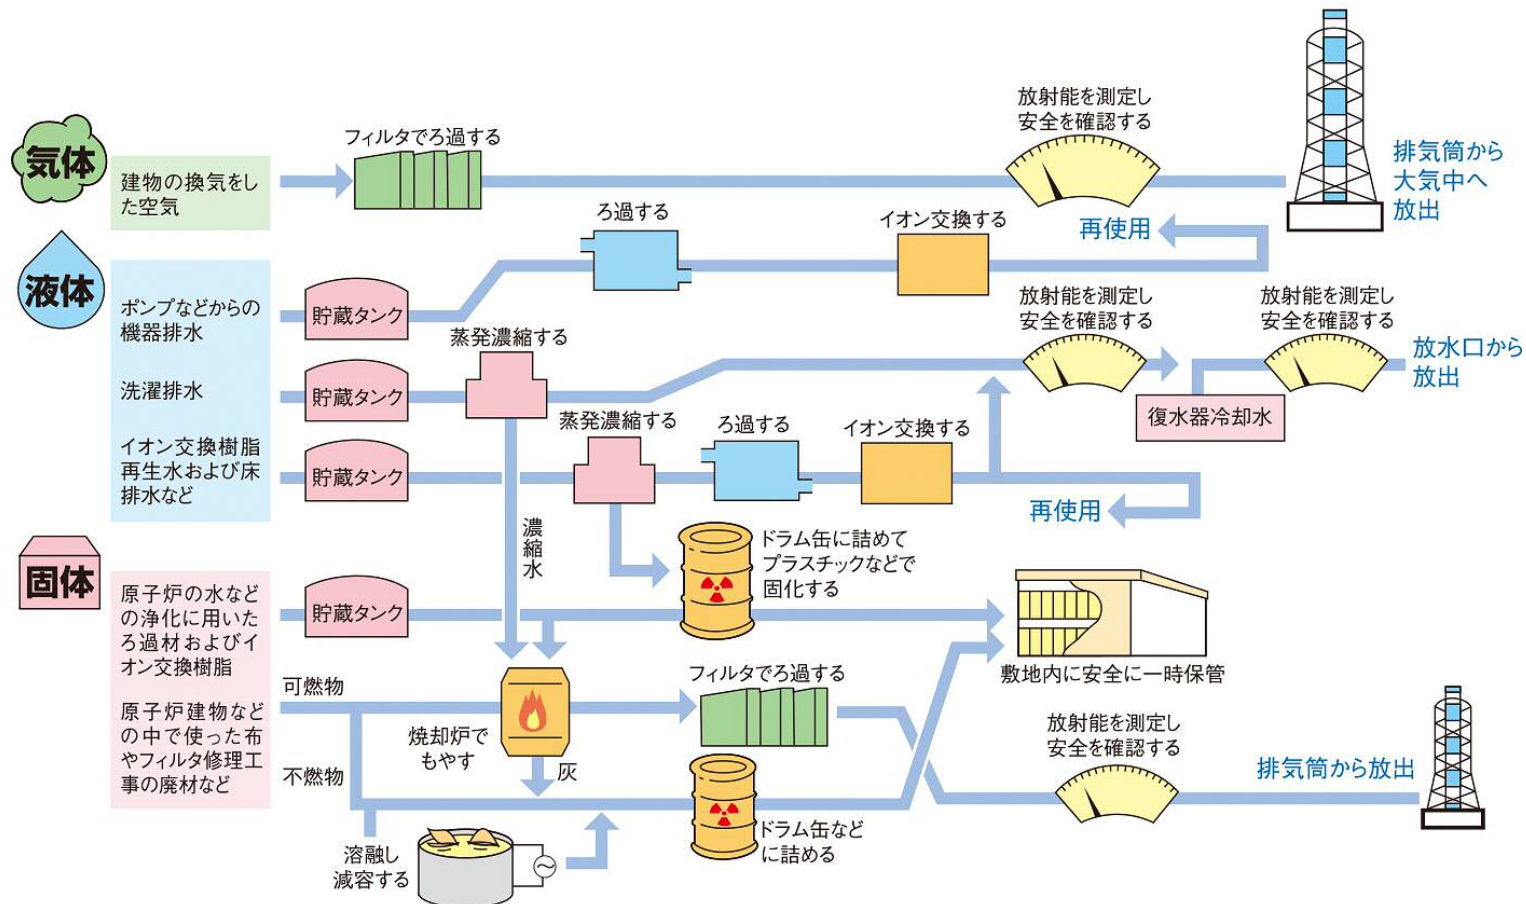 気体
建物の換気をし
た空気
フィルタでろ過する
放射能を測定し
安全を確認する
排気筒から
大気中へ
放出
液体
ポンプなどからの
機器排水
貯蔵タンク
ろ過する
イオン交換する
再使用
洗濯排水
貯蔵タンク
蒸発濃縮する
放射能を測定し
安全を確認する
復水器冷却水
放射能を測定し
安全を確認する
放水口から
放出
イオン交換樹脂
再生水および床
排水など
貯蔵タンク
蒸発濃縮する
ろ過する
イオン交換する
再使用
濃縮水
ドラム缶に詰めて
プラスチックなどで
固化する
固体
原子炉の水など
の浄化に用いた
ろ過材およびイ
オン交換樹脂
貯蔵タンク
敷地内に安全に一時保管
原子炉建物など
の中で使った布
やフィルタ修理工
事の廃材など
可燃物
不燃物
焼却炉で
もやす
灰
フィルタでろ過する
放射能を測定し
安全を確認する
排気筒から放出
溶融し
減容する
ドラム缶など
に詰める